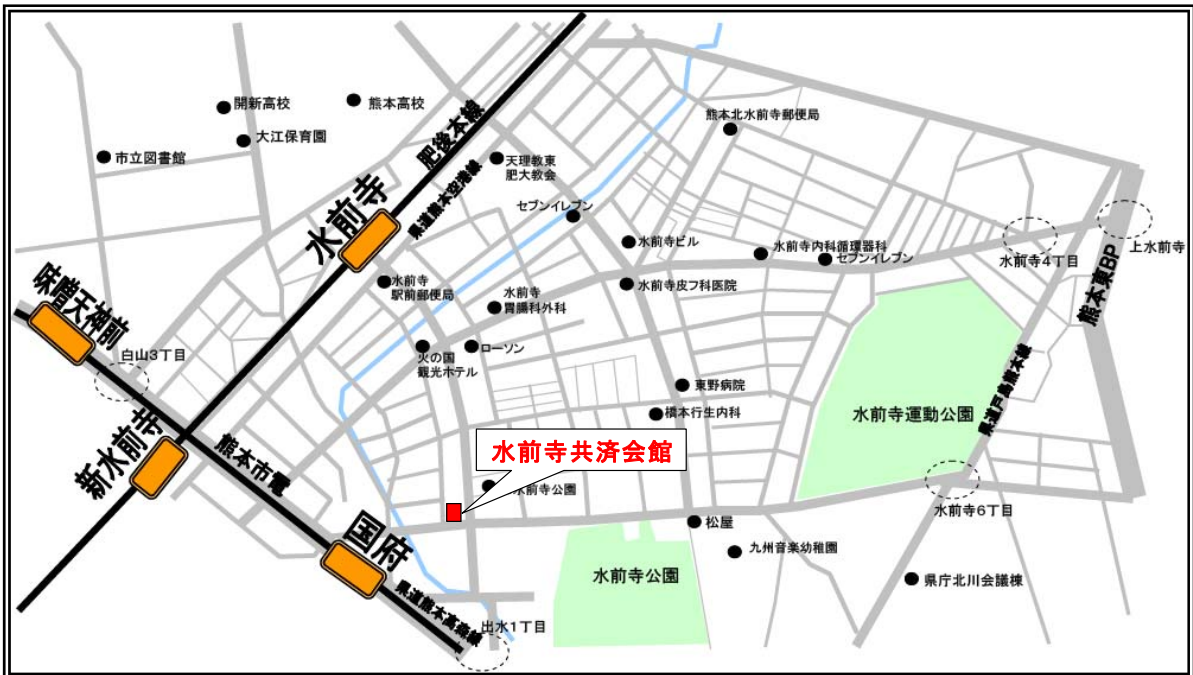 開新高校
熊本高校
大江保育園
市立図書館
肥後本線
県道熊本空港線
熊本北水前寺郵便局
天理教東
肥大教会
水前寺
セブンイレブン
水前寺ビル
水前寺内科循環器科
セブンイレブン
水前寺4丁目
上水前寺
熊本東BP
水前寺
駅前郵便局
水前寺
胃腸科外科
水前寺皮フ科医院
味噌天神前
白山3丁目
火の国
観光ホテル
ローソン
東野病院
橋本行生内科
水前寺運動公園
県道戸島熊本線
新水前寺
熊本市電
水前寺共済会館
水前寺公園
水前寺6丁目
松屋
九州音楽幼稚園
国府
水前寺公園
県庁北川会議棟
県道熊本高森線
出水1丁目